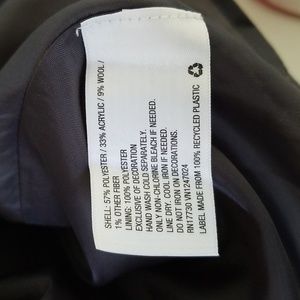 SHELL: 57% POLYESTER / 33% ACRYLIC / 9% WOOL /
1% OTHER FIBER
LINING: 100% POLYESTER
EXCLUSIVE OF DECORATION
HAND WASH COLD SEPARATELY.
ONLY NON-CHLORINE BLEACH IF NEEDED.
LINE DRY. COOL IRON IF NEEDED.
DO NOT IRON ON DECORATIONS.
RN17730 VN1247024
LABEL MADE FROM 100% RECYCLED PLASTIC